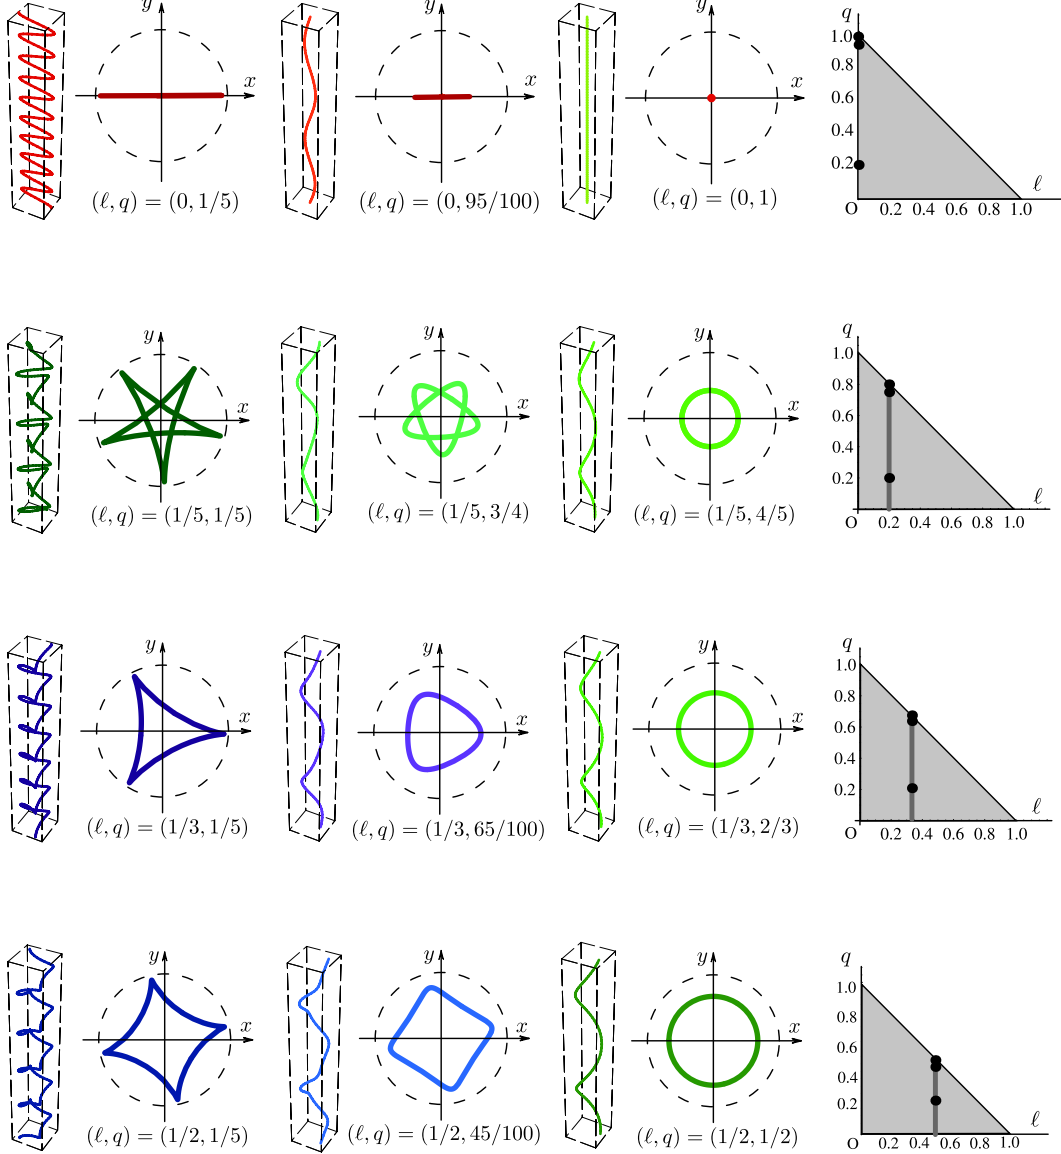 y
x
(ℓ, q) = (0, 1/5)
y
x
(ℓ, q) = (0, 95/100)
y
x
(ℓ, q) = (0, 1)
q
1.0
0.8
0.6
0.4
0.2
ℓ
O 0.2 0.4 0.6 0.8 1.0
y
x
(ℓ, q) = (1/5, 1/5)
y
x
(ℓ, q) = (1/5, 3/4)
y
x
(ℓ, q) = (1/5, 4/5)
q
1.0
0.8
0.6
0.4
0.2
ℓ
O 0.2 0.4 0.6 0.8 1.0
y
x
(ℓ, q) = (1/3, 1/5)
y
x
(ℓ, q) = (1/3, 65/100)
y
x
(ℓ, q) = (1/3, 2/3)
q
1.0
0.8
0.6
0.4
0.2
ℓ
O 0.2 0.4 0.6 0.8 1.0
y
x
(ℓ, q) = (1/2, 1/5)
y
x
(ℓ, q) = (1/2, 45/100)
y
x
(ℓ, q) = (1/2, 1/2)
q
1.0
0.8
0.6
0.4
0.2
ℓ
O 0.2 0.4 0.6 0.8 1.0